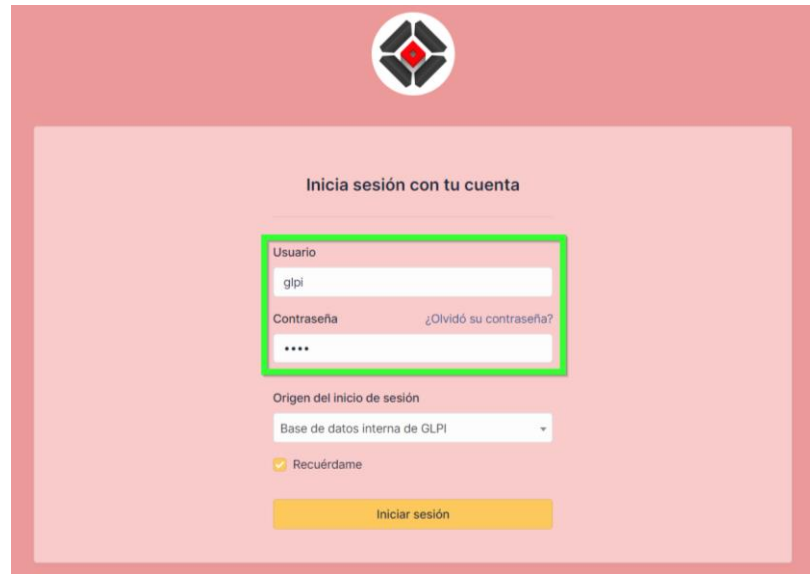 Inicia sesión con tu cuenta
Usuario
glpi
Contraseña ¿Olvidó su contraseña?
••••
Origen del inicio de sesión
Base de datos interna de GLPI
Recuérdame
Iniciar sesión